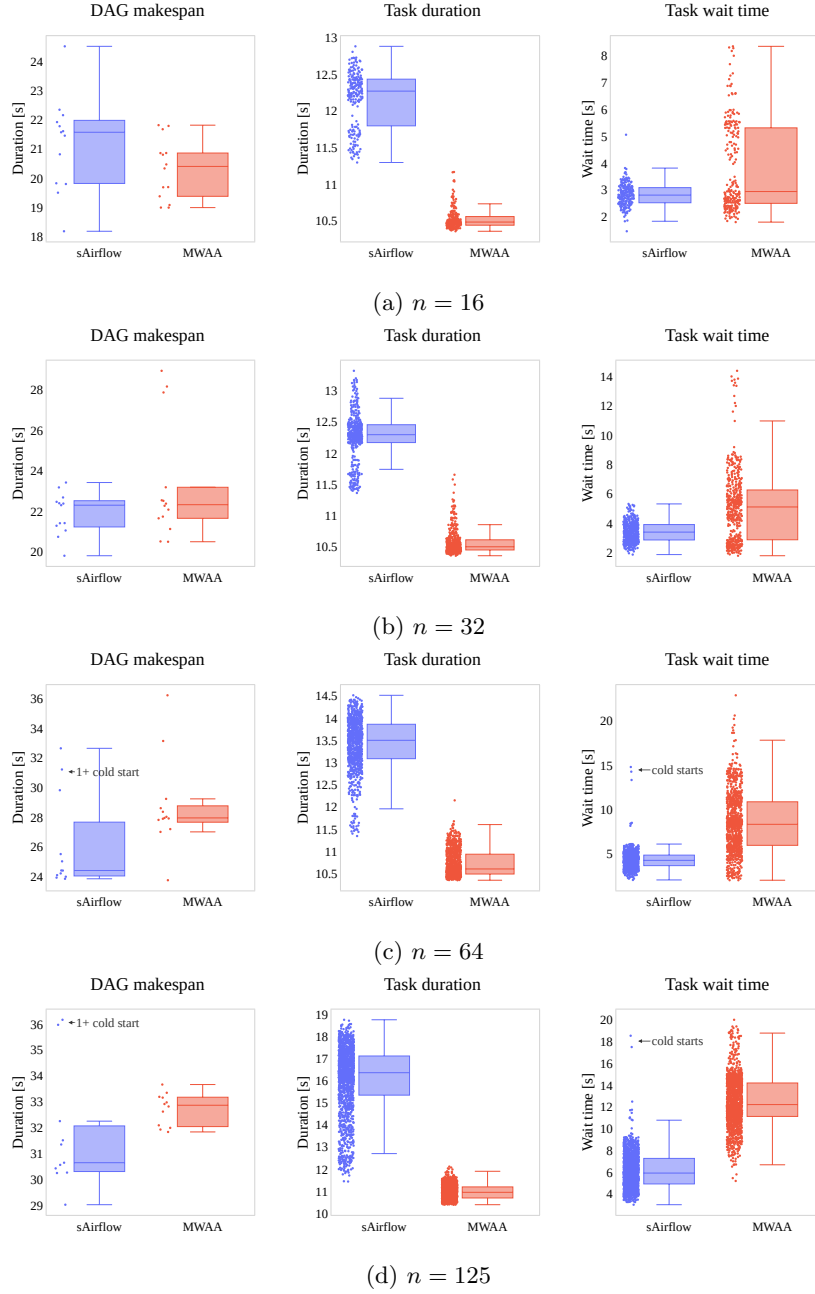 DAG makespan
Task duration
Task wait time
Duration [s]
24
23
22
21
20
19
18
sAirflow
MWAA
Duration [s]
13
12.5
12
11.5
11
10.5
sAirflow
MWAA
Wait time [s]
8
7
6
5
4
3
2
sAirflow
MWAA
(a) n = 16
DAG makespan
Task duration
Task wait time
Duration [s]
28
26
24
22
20
sAirflow
MWAA
Duration [s]
13
12.5
12
11.5
11
10.5
sAirflow
MWAA
Wait time [s]
14
12
10
8
6
4
2
sAirflow
MWAA
(b) n = 32
DAG makespan
Task duration
Task wait time
Duration [s]
36
34
32
30
28
26
24
1+ cold start
sAirflow
MWAA
Duration [s]
14.5
14
13.5
13
12.5
12
11.5
11
10.5
sAirflow
MWAA
Wait time [s]
20
15
10
5
cold starts
sAirflow
MWAA
(c) n = 64
DAG makespan
Task duration
Task wait time
Duration [s]
36
35
34
33
32
31
30
29
1+ cold start
sAirflow
MWAA
Duration [s]
19
18
17
16
15
14
13
12
11
10
sAirflow
MWAA
Wait time [s]
20
18
16
14
12
10
8
6
4
cold starts
sAirflow
MWAA
(d) n = 125